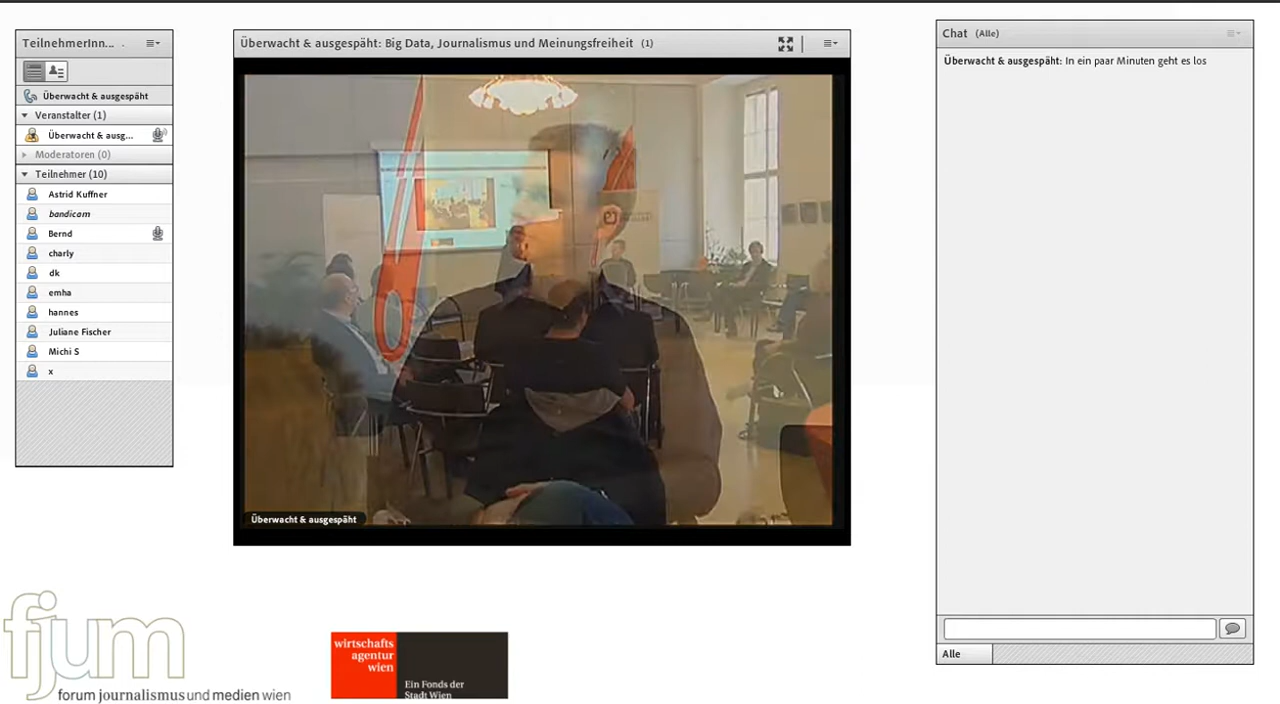 TeilnehmerInn...
Überwacht & ausgespäht
Veranstalter (1)
Überwacht & ausg...
Moderatoren (0)
Teilnehmer (10)
Astrid Kuffner
bandicam
Bernd
charly
dk
emha
hannes
Juliane Fischer
Michi S
x
Überwacht & ausgespäht: Big Data, Journalismus und Meinungsfreiheit (1)
Überwacht & ausgespäht
Chat (Alle)
Überwacht & ausgespäht: In ein paar Minuten geht es los
Alle
fjum
forum journalismus und medien wien
wirtschafts
agentur
wien
Ein Fonds der
Stadt Wien